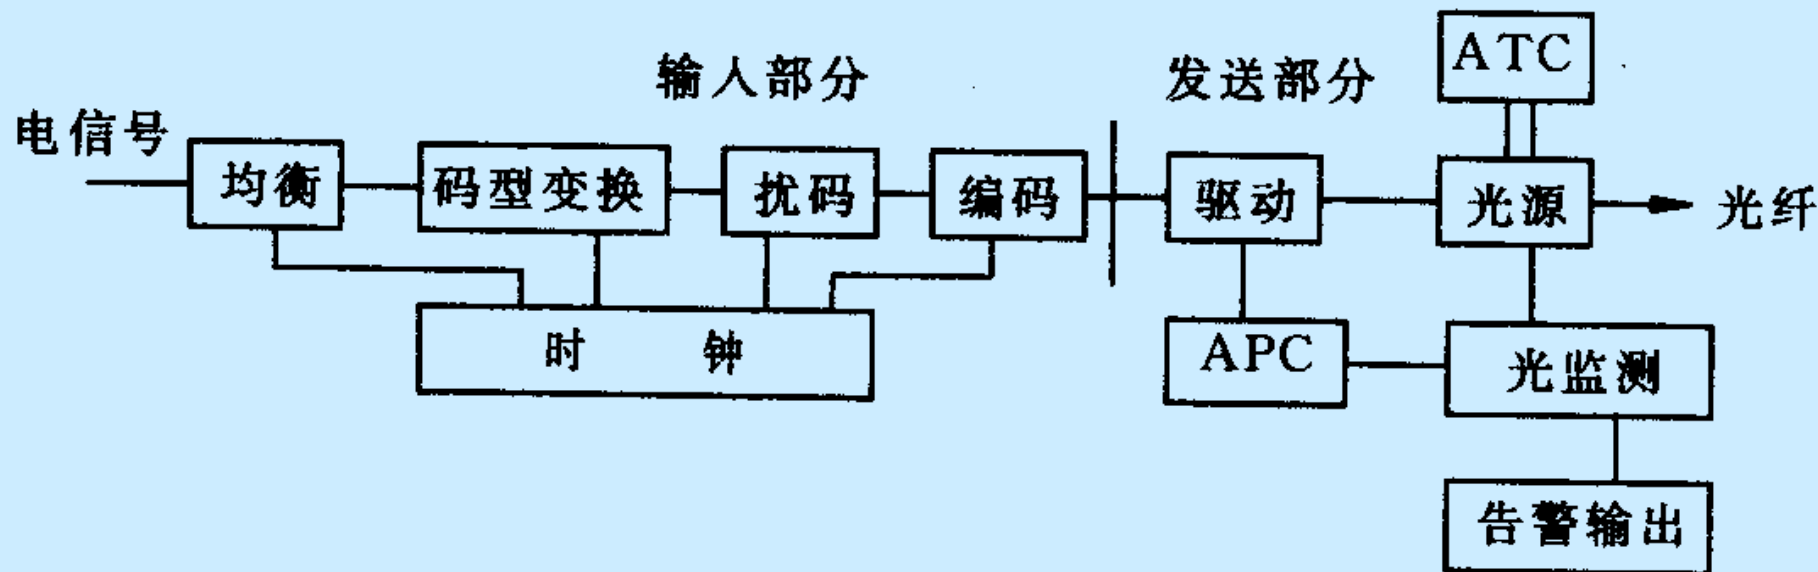 输人部分
发送部分
ATC
电信号
均衡
码型变换
扰码
编码
驱动
光源
光纤
时 钟
APC
光监测
告警输出